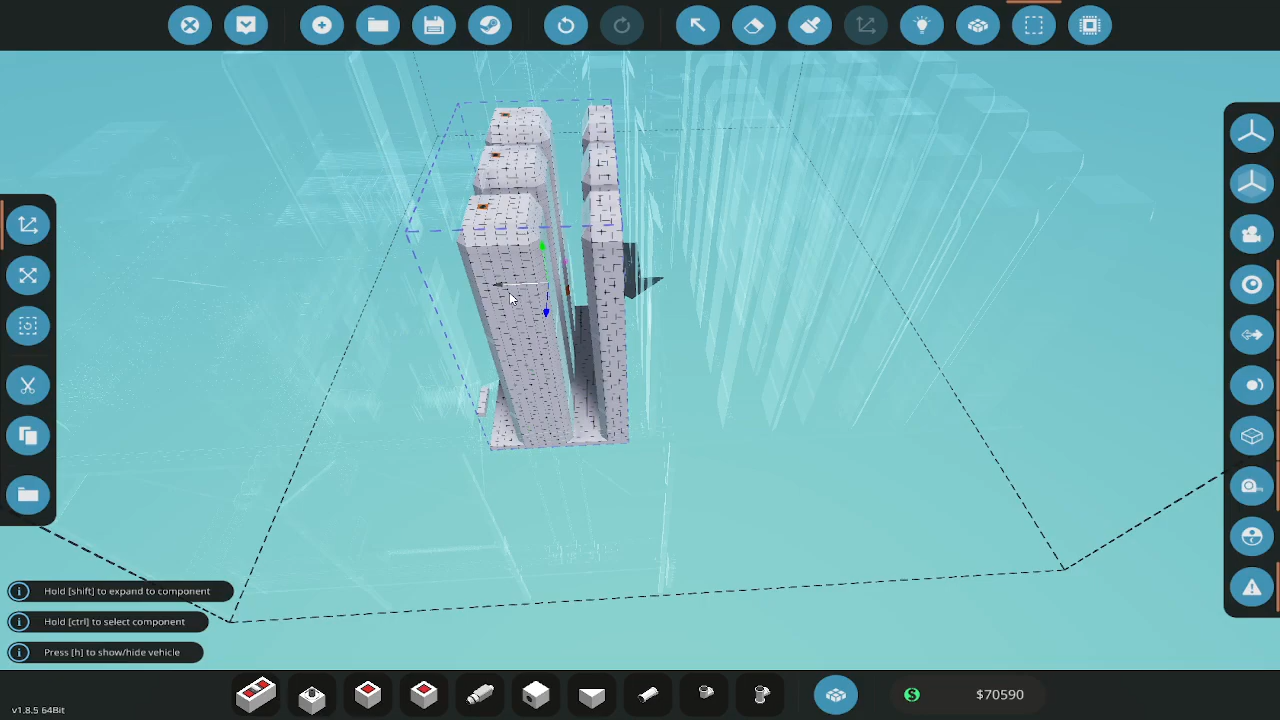 Hold [shift] to expand to component
Hold [ctrl] to select component
Press [h] to show/hide vehicle
$70590
v1.8.5 64Bit